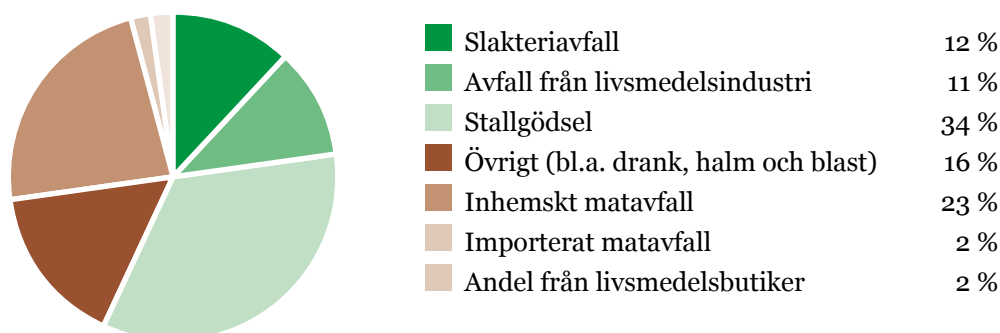 Slakteriavfall 12 %
Avfall från livsmedelsindustri 11 %
Stallgödsel 34 %
Övrigt (bl.a. drank, halm och blast) 16 %
Inhemskt matavfall 23 %
Importerat matavfall 2 %
Andel från livsmedelsbutiker 2 %